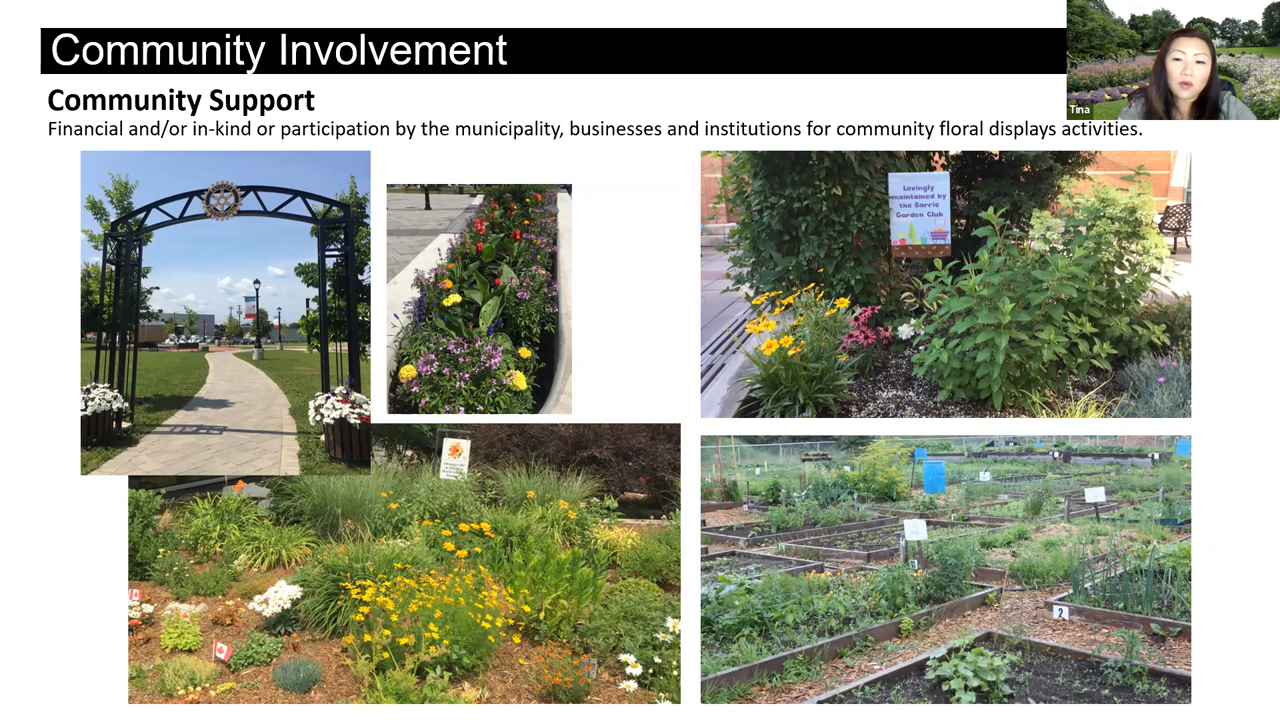 Community Involvement
Tina
Community Support
Financial and/or in-kind or participation by the municipality, businesses and institutions for community floral displays activities.
Lovingly
maintained by
the Barrie
Garden Club
2